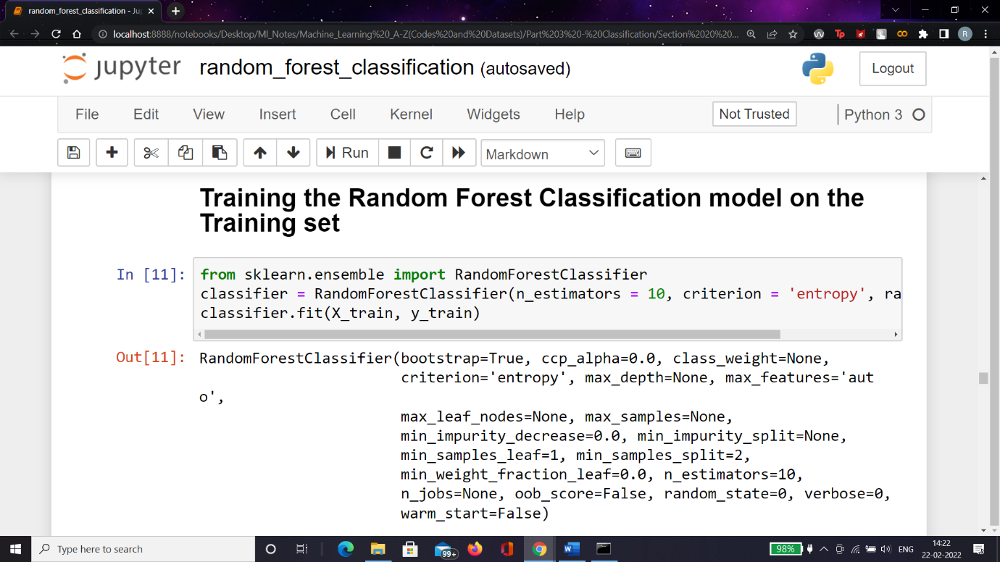 random_forest_classification - Ju
localhost:8888/notebooks/Desktop/Ml_Notes/Machine_Learning%20_A-Z(Codes%20and%20Datasets)/Part%203%20-%20Classification/Section%2020%20...
R
jupyter random_forest_classification (autosaved)
Logout
File Edit View Insert Cell Kernel Widgets Help
Not Trusted
Python 3
Run
Markdown
Training the Random Forest Classification model on the
Training set
In [11]:
from sklearn.ensemble import RandomForestClassifier
classifier = RandomForestClassifier(n_estimators = 10, criterion = 'entropy', ra
classifier.fit(X_train, y_train)
Out[11]:
RandomForestClassifier(bootstrap=True, ccp_alpha=0.0, class_weight=None,
criterion='entropy', max_depth=None, max_features='aut
o',
max_leaf_nodes=None, max_samples=None,
min_impurity_decrease=0.0, min_impurity_split=None,
min_samples_leaf=1, min_samples_split=2,
min_weight_fraction_leaf=0.0, n_estimators=10,
n_jobs=None, oob_score=False, random_state=0, verbose=0,
warm_start=False)
Type here to search
99+
98%
ENG
14:22
22-02-2022